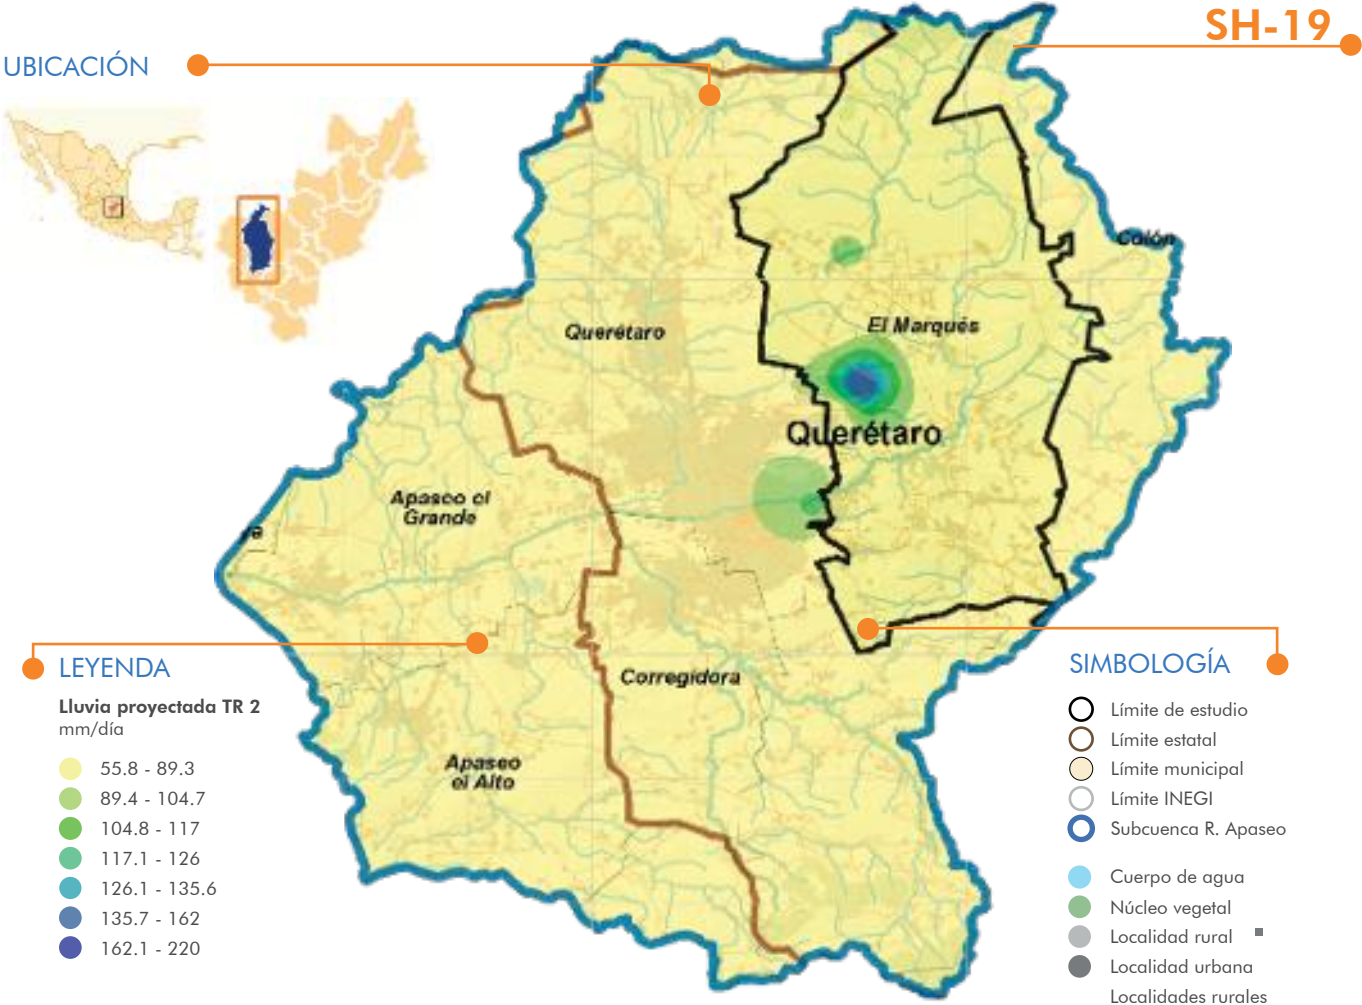 SH-19
UBICACIÓN
Colón
Querétaro
El Marqués
Querétaro
Apaseo el
Grande
Corregidora
Apaseo
el Alto
LEYENDA
Lluvia proyectada TR 2
mm/día
55.8 - 89.3
89.4 - 104.7
104.8 - 117
117.1 - 126
126.1 - 135.6
135.7 - 162
162.1 - 220
SIMBOLOGÍA
Límite de estudio
Límite estatal
Límite municipal
Límite INEGI
Subcuenca R. Apaseo
Cuerpo de agua
Núcleo vegetal
Localidad rural
Localidad urbana
Localidades rurales